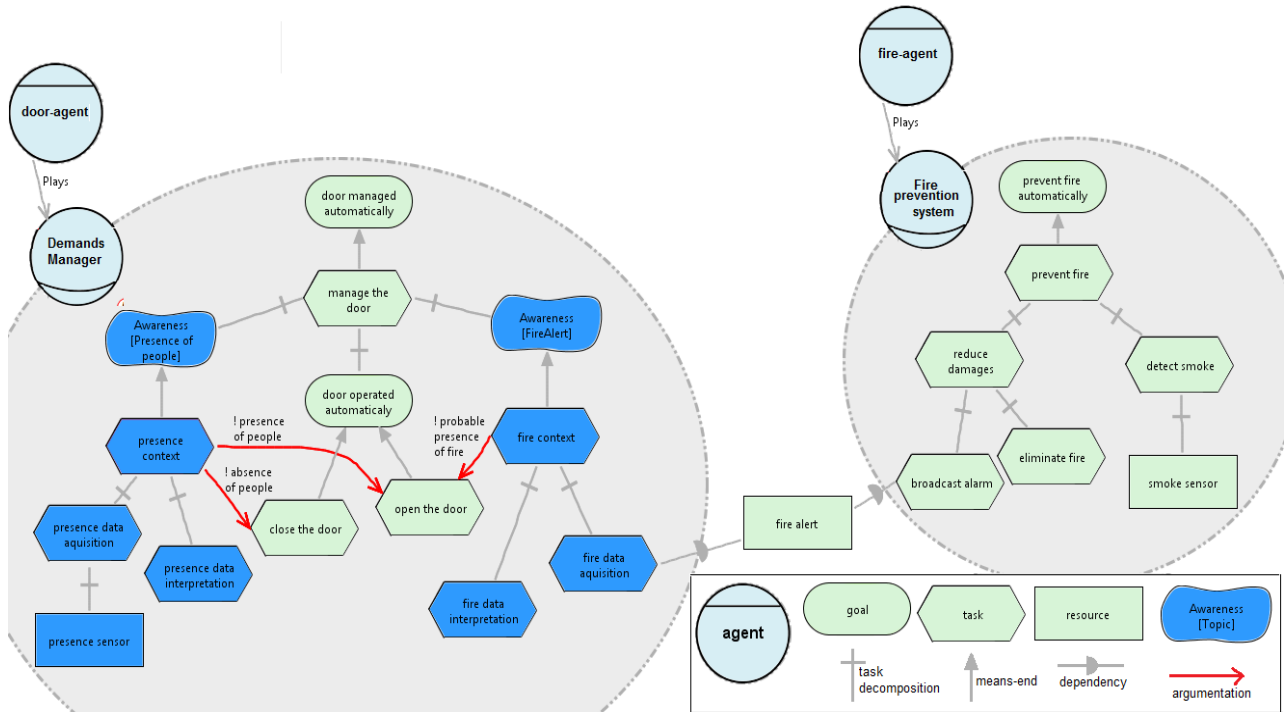 door-agent
Plays
Demands
Manager
door managed
automatically
manage the
door
Awareness
[Presence of
people]
Awareness
[FireAlert]
door operated
automaticaly
presence
context
! presence
of people
! absence
of people
! probable
presence
of fire
fire context
close the door
open the door
presence data
aquisition
presence data
interpretation
presence sensor
fire data
interpretation
fire data
aquisition
fire alert
fire-agent
Plays
Fire
prevention
system
prevent fire
automatically
prevent fire
reduce
damages
detect smoke
broadcast alarm
eliminate fire
smoke sensor
agent
goal
task
resource
Awareness
[Topic]
task
decomposition
means-end
dependency
argumentation